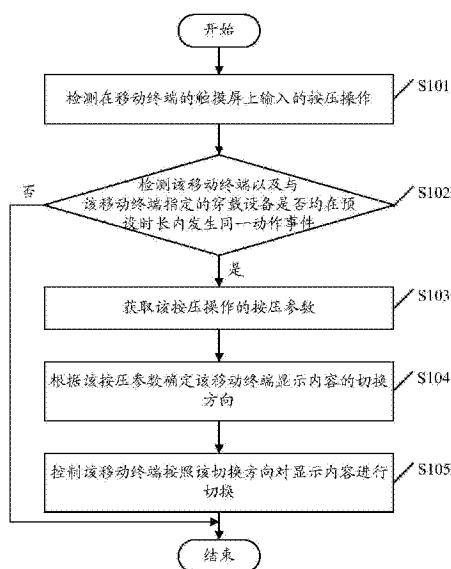 开始
检测在移动终端的触摸屏上输入的按压操作
S101
否
检测该移动终端以及与
该移动终端指定的穿戴设备是否均在预
设时长内发生同一动作事件
S102
是
获取该按压操作的按压参数
S103
根据该按压参数确定该移动终端显示内容的切换
方向
S104
控制该移动终端按照该切换方向对显示内容进行
切换
S105
结束